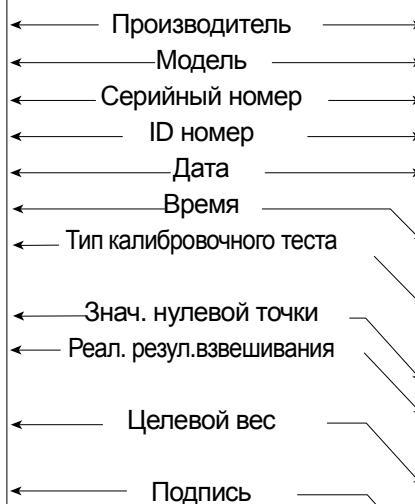 Производитель
Модель
Серийный номер
ID номер
Дата
Время
Тип калибровочного теста
Знач. нулевой точки
Реал. резул.взвешивания
Целевой вес
Подпись